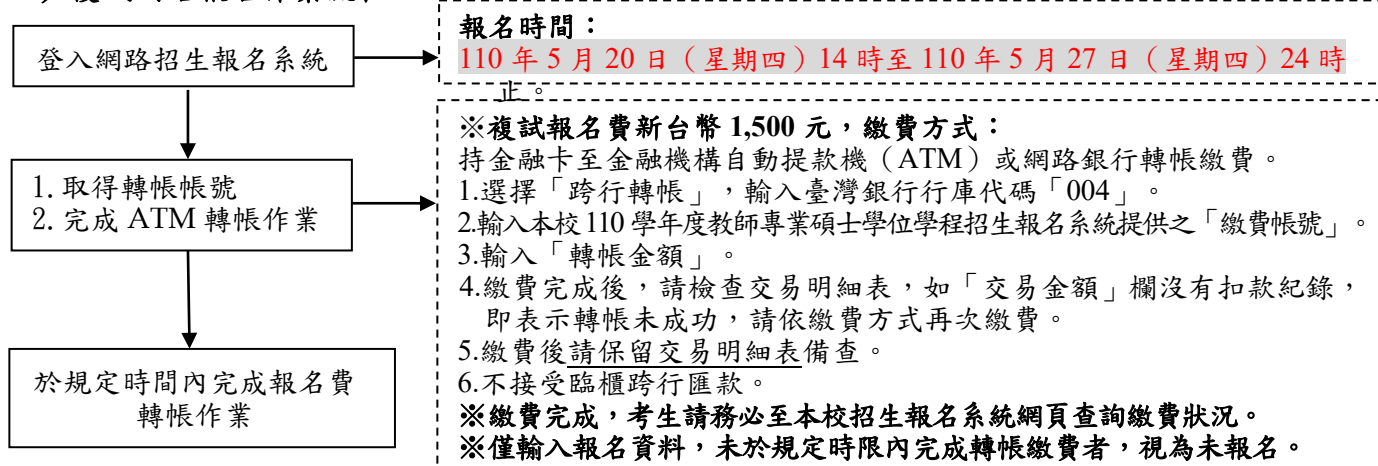 報名時間：
登入網路招生報名系統
110 年 5 月 20 日（星期四）14 時至 110 年 5 月 27 日（星期四）24 時
止。
※複試報名費新台幣 1,500 元，繳費方式：
持金融卡至金融機構自動提款機（ATM）或網路銀行轉帳繳費。
1. 取得轉帳帳號
2. 完成 ATM 轉帳作業
1.選擇「跨行轉帳」，輸入臺灣銀行行庫代碼「004」。
2.輸入本校 110 學年度教師專業碩士學位學程招生報名系統提供之「繳費帳號」。
3.輸入「轉帳金額」。
4.繳費完成後，請檢查交易明細表，如「交易金額」欄沒有扣款紀錄，
即表示轉帳未成功，請依繳費方式再次繳費。
5.繳費後請保留交易明細表備查。
6.不接受臨櫃跨行匯款。
於規定時間內完成報名費
轉帳作業
※繳費完成，考生請務必至本校招生報名系統網頁查詢繳費狀況。
※僅輸入報名資料，未於規定時限內完成轉帳繳費者，視為未報名。